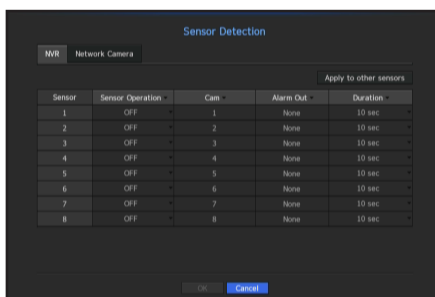 Sensor Detection
NVR Network Camera
Apply to other sensors
Sensor Sensor Operation Cam Alarm Out Duration
1 OFF 1 None 10 sec
2 OFF 2 None 10 sec
3 OFF 3 None 10 sec
4 OFF 4 None 10 sec
5 OFF 5 None 10 sec
6 OFF 6 None 10 sec
7 OFF 7 None 10 sec
8 OFF 8 None 10 sec
OK Cancel